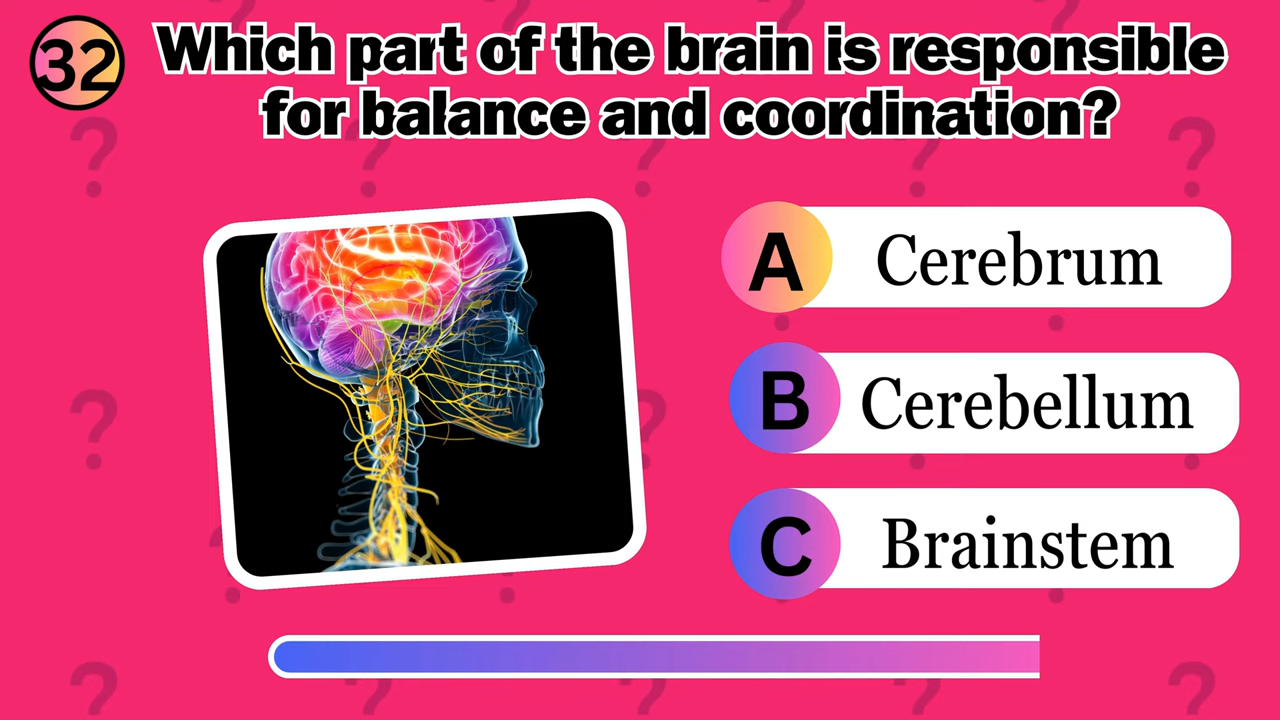 32
Which part of the brain is responsible
for balance and coordination?
A Cerebrum
B Cerebellum
C Brainstem